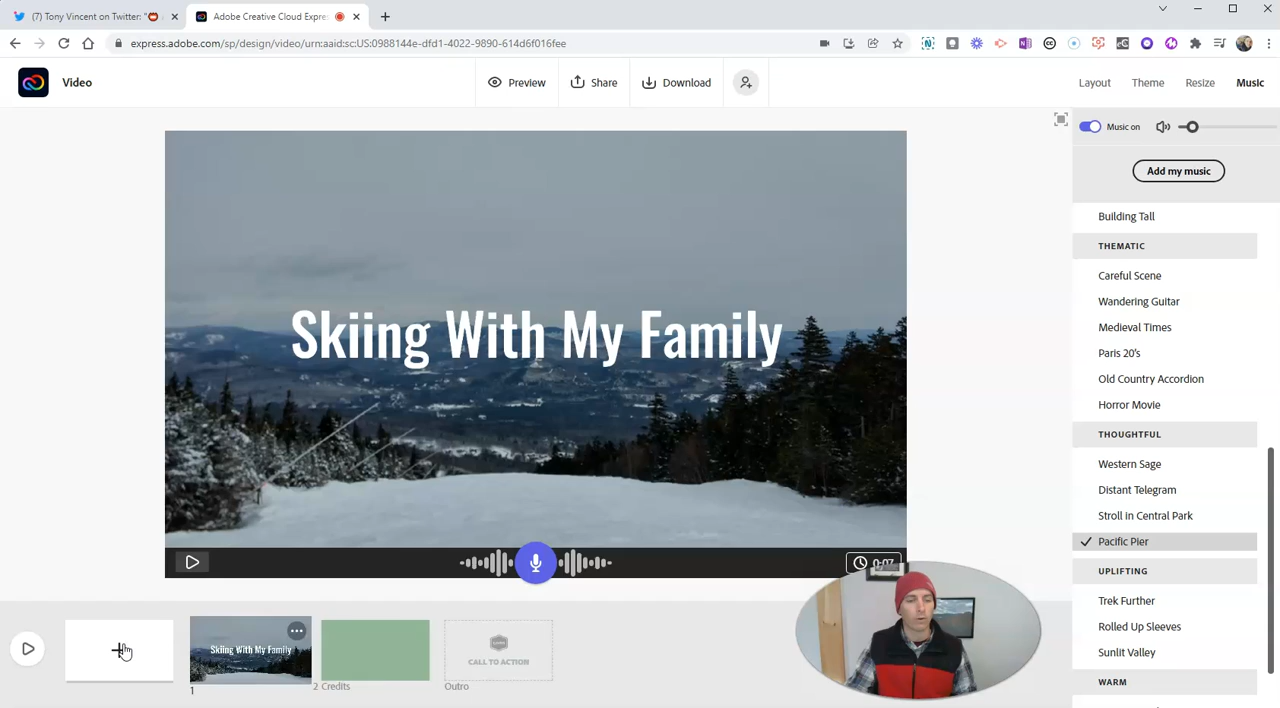 (7) Tony Vincent on Twitter: "
Adobe Creative Cloud Expre
express.adobe.com/sp/design/video/urn:aaid:sc:US:0988144e-dfd1-4022-9890-614d6f016fee
Video
Preview
Share
Download
Layout
Theme
Resize
Music
Music on
Add my music
Building Tall
THEMATIC
Careful Scene
Wandering Guitar
Medieval Times
Paris 20's
Old Country Accordion
Horror Movie
THOUGHTFUL
Western Sage
Distant Telegram
Stroll in Central Park
Pacific Pier
UPLIFTING
Trek Further
Rolled Up Sleeves
Sunlit Valley
WARM
Skiing With My Family
0:07
Skiing With My Family
CALL TO ACTION
1
2 Credits
Outro